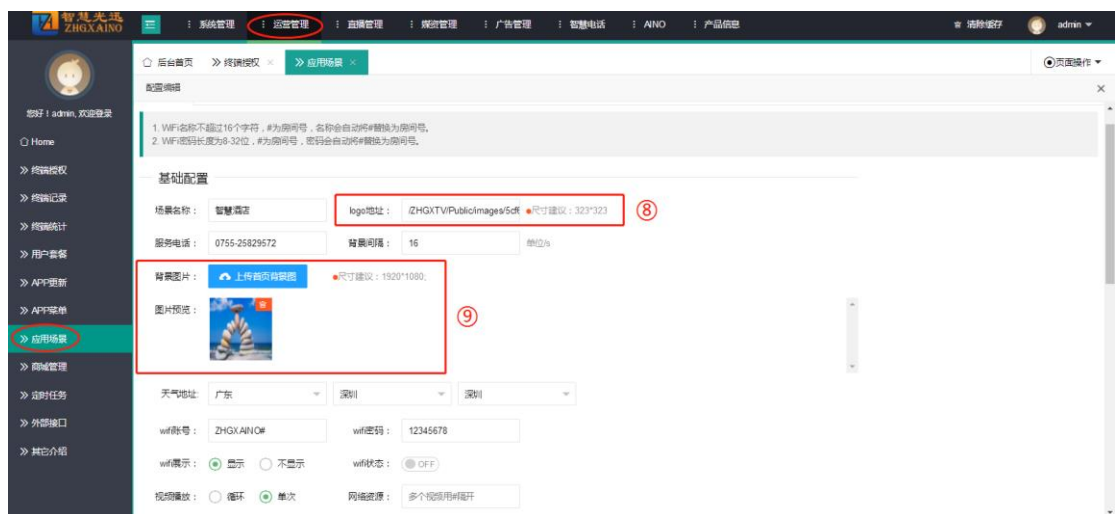 智慧光迅
ZHGXAINO
系统管理
运营管理
直播管理
媒资管理
广告管理
智慧电话
AINO
产品信息
清除缓存
admin
后台首页
终端授权
应用场景
页面操作
配置编辑
您好！admin, 欢迎登录
Home
终端授权
终端记录
终端统计
用户套餐
APP更新
APP菜单
应用场景
商城管理
定时任务
外部接口
其它介绍
1. WiFi名称不超过16个字符，#为房间号，名称会自动将#替换为房间号。
2. WiFi密码长度为8-32位，#为房间号，密码会自动将#替换为房间号。
基础配置
场景名称： 智慧酒店 logo地址： /ZHGXTV/Public/images/5cf6 ●尺寸建议：323*323 ⑧
服务电话： 0755-25829572 背景间隔： 16 单位/s
背景图片： 上传首页背景图 ●尺寸建议：1920*1080;
图片预览： ⑨
天气地址: 广东 深圳 深圳
wifi账号： ZHGXAINO# wifi密码： 12345678
wifi展示： 显示 不显示 wifi状态： OFF
视频播放： 循环 单次 网络资源： 多个视频用#隔开